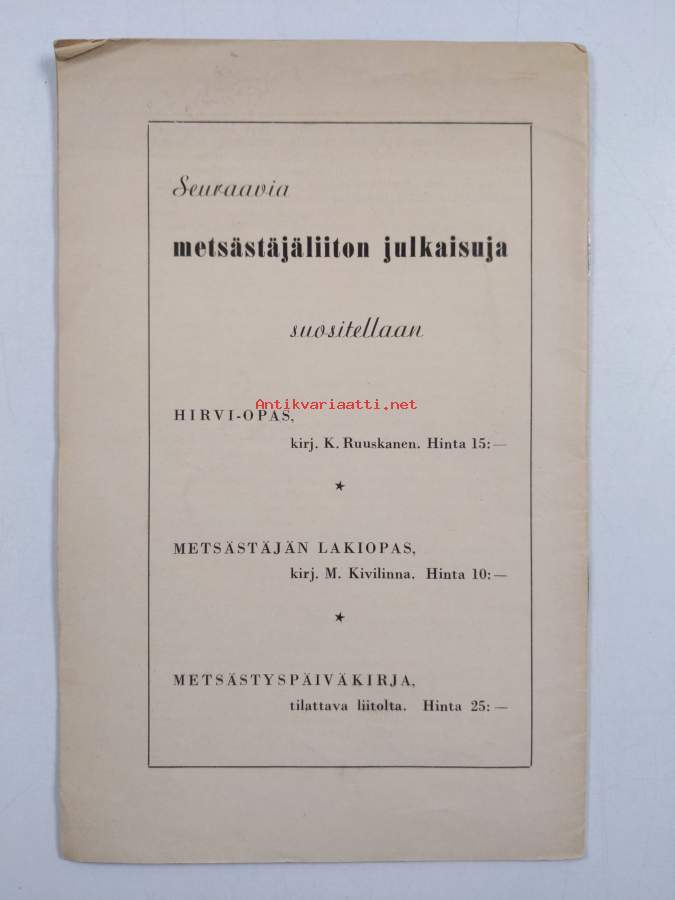 Seuraavia
metsästäjäliiton julkaisuja
suositellaan
Antikvariaatti.net
HIRVI-OPAS,
kirj. K. Ruuskanen. Hinta 15: —
METSÄSTÄJÄN LAKIOPAS,
kirj. M. Kivilinna. Hinta 10: —
METSÄSTYSPÄIVÄKIRJA,
tilattava liitolta. Hinta 25: —